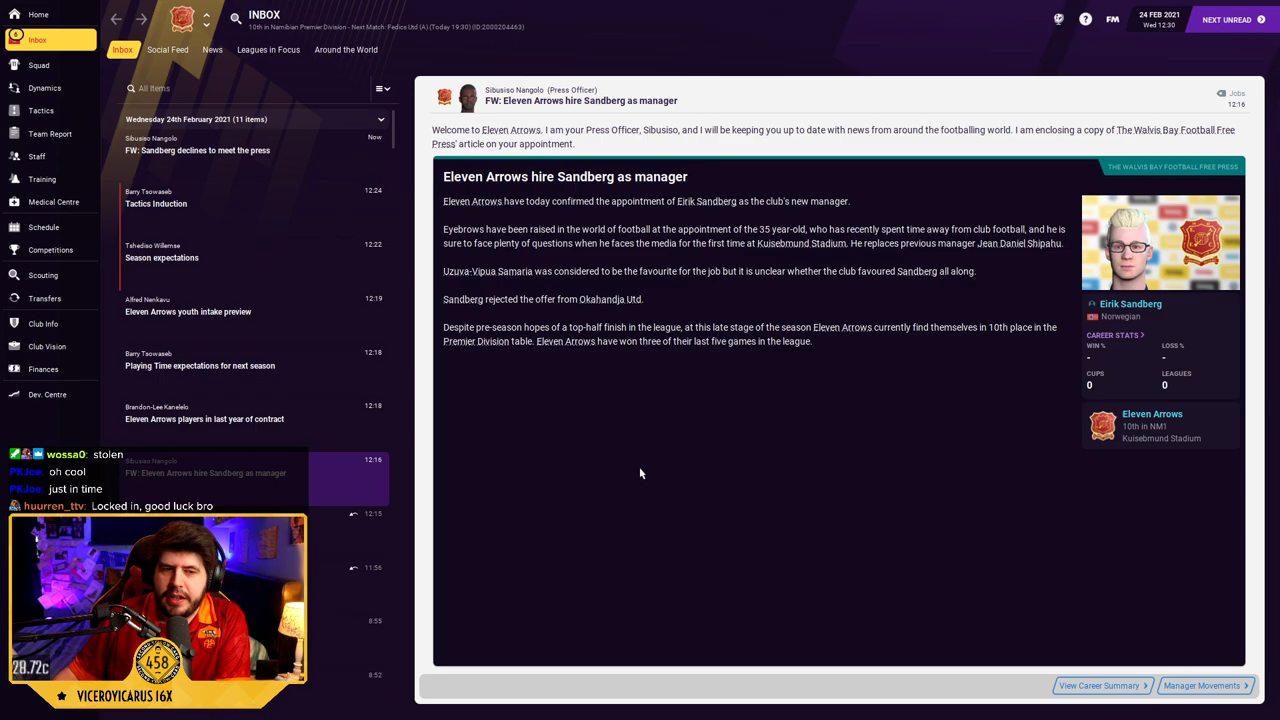 Home
Inbox
6
Squad
Dynamics
Tactics
Team Report
Staff
Training
Medical Centre
Schedule
Competitions
Scouting
Transfers
Club Info
Club Vision
Finances
Dev. Centre
INBOX
10th in Namibian Premier Division - Next Match: Fedics Utd (A) (Today 19:30) (ID:2000204463)
FM
24 FEB 2021
Wed 12:30
NEXT UNREAD
Inbox Social Feed News Leagues in Focus Around the World
All Items
Wednesday 24th February 2021 (11 items)
Sibusiso Nangolo Now
FW: Sandberg declines to meet the press
Barry Tsowaseb 12:24
Tactics Induction
Tshediso Willemse 12:22
Season expectations
Alfred Nenkavu 12:19
Eleven Arrows youth intake preview
Barry Tsowaseb 12:18
Playing Time expectations for next season
Brandon-Lee Kanelelo 12:18
Eleven Arrows players in last year of contract
Sibusiso Nangolo 12:16
FW: Eleven Arrows hire Sandberg as manager
12:15
11:56
8:55
8:52
Sibusiso Nangolo (Press Officer)
FW: Eleven Arrows hire Sandberg as manager
Jobs
12:16
Welcome to Eleven Arrows. I am your Press Officer, Sibusiso, and I will be keeping you up to date with news from around the footballing world. I am enclosing a copy of The Walvis Bay Football Free
Press' article on your appointment.
THE WALVIS BAY FOOTBALL FREE PRESS
Eleven Arrows hire Sandberg as manager
Eleven Arrows have today confirmed the appointment of Eirik Sandberg as the club's new manager.
Eyebrows have been raised in the world of football at the appointment of the 35 year-old, who has recently spent time away from club football, and he is
sure to face plenty of questions when he faces the media for the first time at Kuisebmund Stadium. He replaces previous manager Jean Daniel Shipahu.
Uzuva-Vipua Samaria was considered to be the favourite for the job but it is unclear whether the club favoured Sandberg all along.
Sandberg rejected the offer from Okahandja Utd.
Despite pre-season hopes of a top-half finish in the league, at this late stage of the season Eleven Arrows currently find themselves in 10th place in the
Premier Division table. Eleven Arrows have won three of their last five games in the league.
Eirik Sandberg
Norwegian
CAREER STATS
WIN % LOSS %
- -
CUPS LEAGUES
0 0
Eleven Arrows
10th in NM1
Kuisebmund Stadium
View Career Summary
Manager Movements
wossa0: stolen
PKJoe: oh cool
PKJoe: just in time
huurren_ttv: Locked in, good luck bro
28.72c
458
VICEROYICARUS 16X